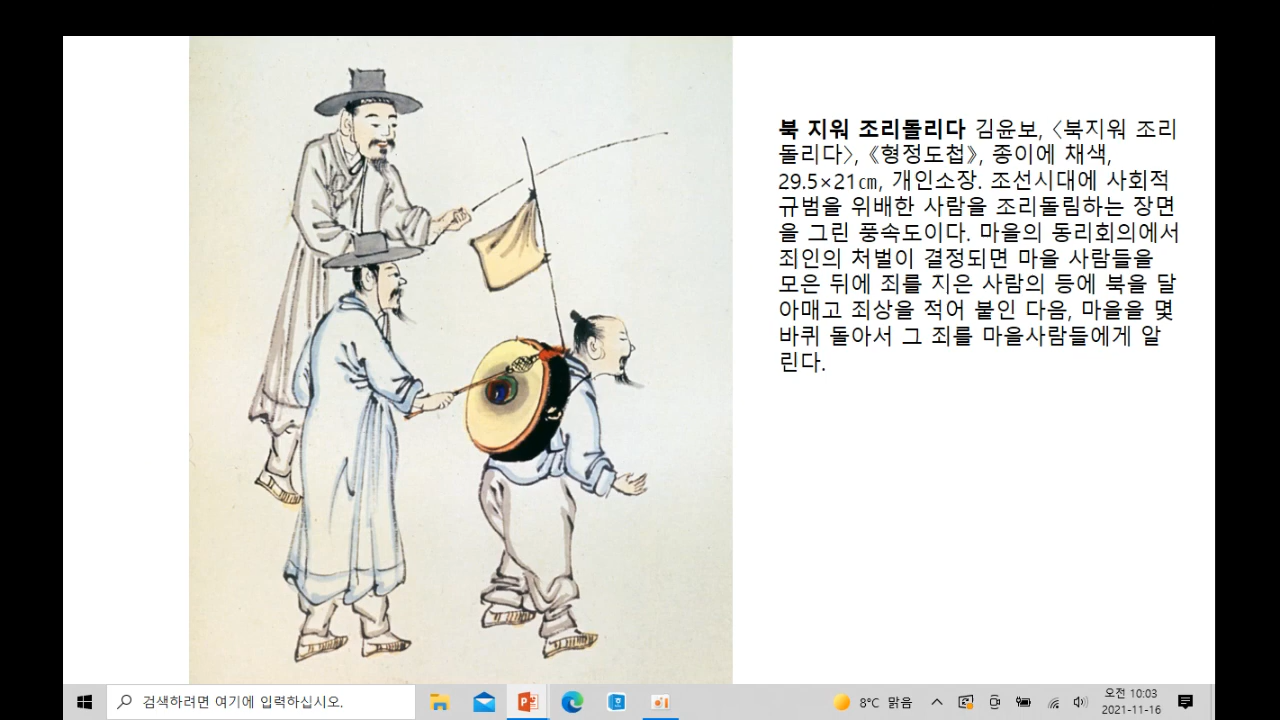 북 지워 조리돌리다 김윤보, 〈북지워 조리
돌리다〉, 《형정도첩》, 종이에 채색,
29.5×21㎝, 개인소장. 조선시대에 사회적
규범을 위배한 사람을 조리돌림하는 장면
을 그린 풍속도이다. 마을의 동리회의에서
죄인의 처벌이 결정되면 마을 사람들을
모은 뒤에 죄를 지은 사람의 등에 북을 달
아매고 죄상을 적어 붙인 다음, 마을을 몇
바퀴 돌아서 그 죄를 마을사람들에게 알
린다.
검색하려면 여기에 입력하십시오.
8°C 맑음
오전 10:03
2021-11-16